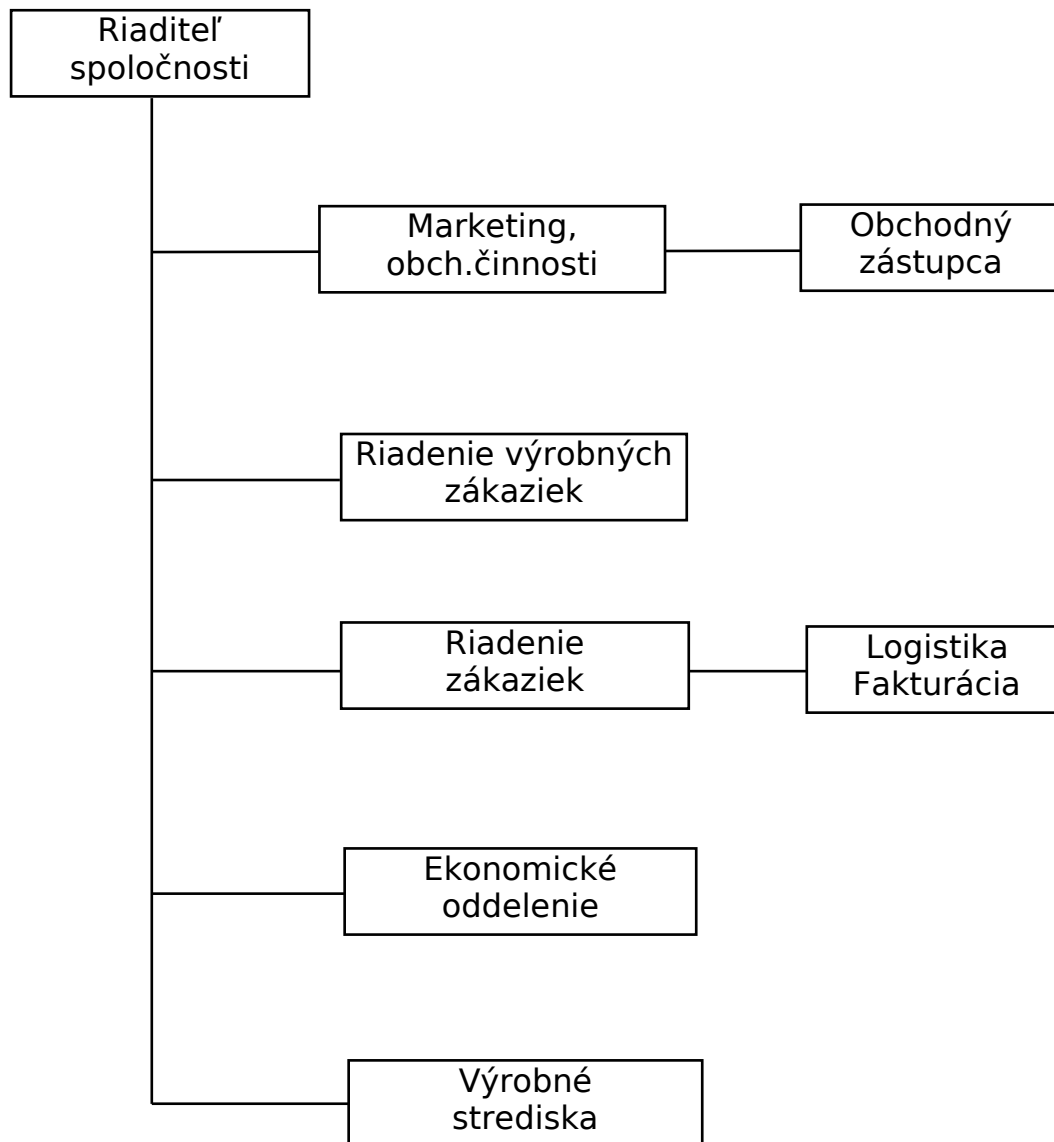 Riaditeľ
spoločnosti
Marketing,
obch.činnosti
Obchodný
zástupca
Riadenie výrobných
zákaziek
Riadenie
zákaziek
Logistika
Fakturácia
Ekonomické
oddelenie
Výrobné
strediska